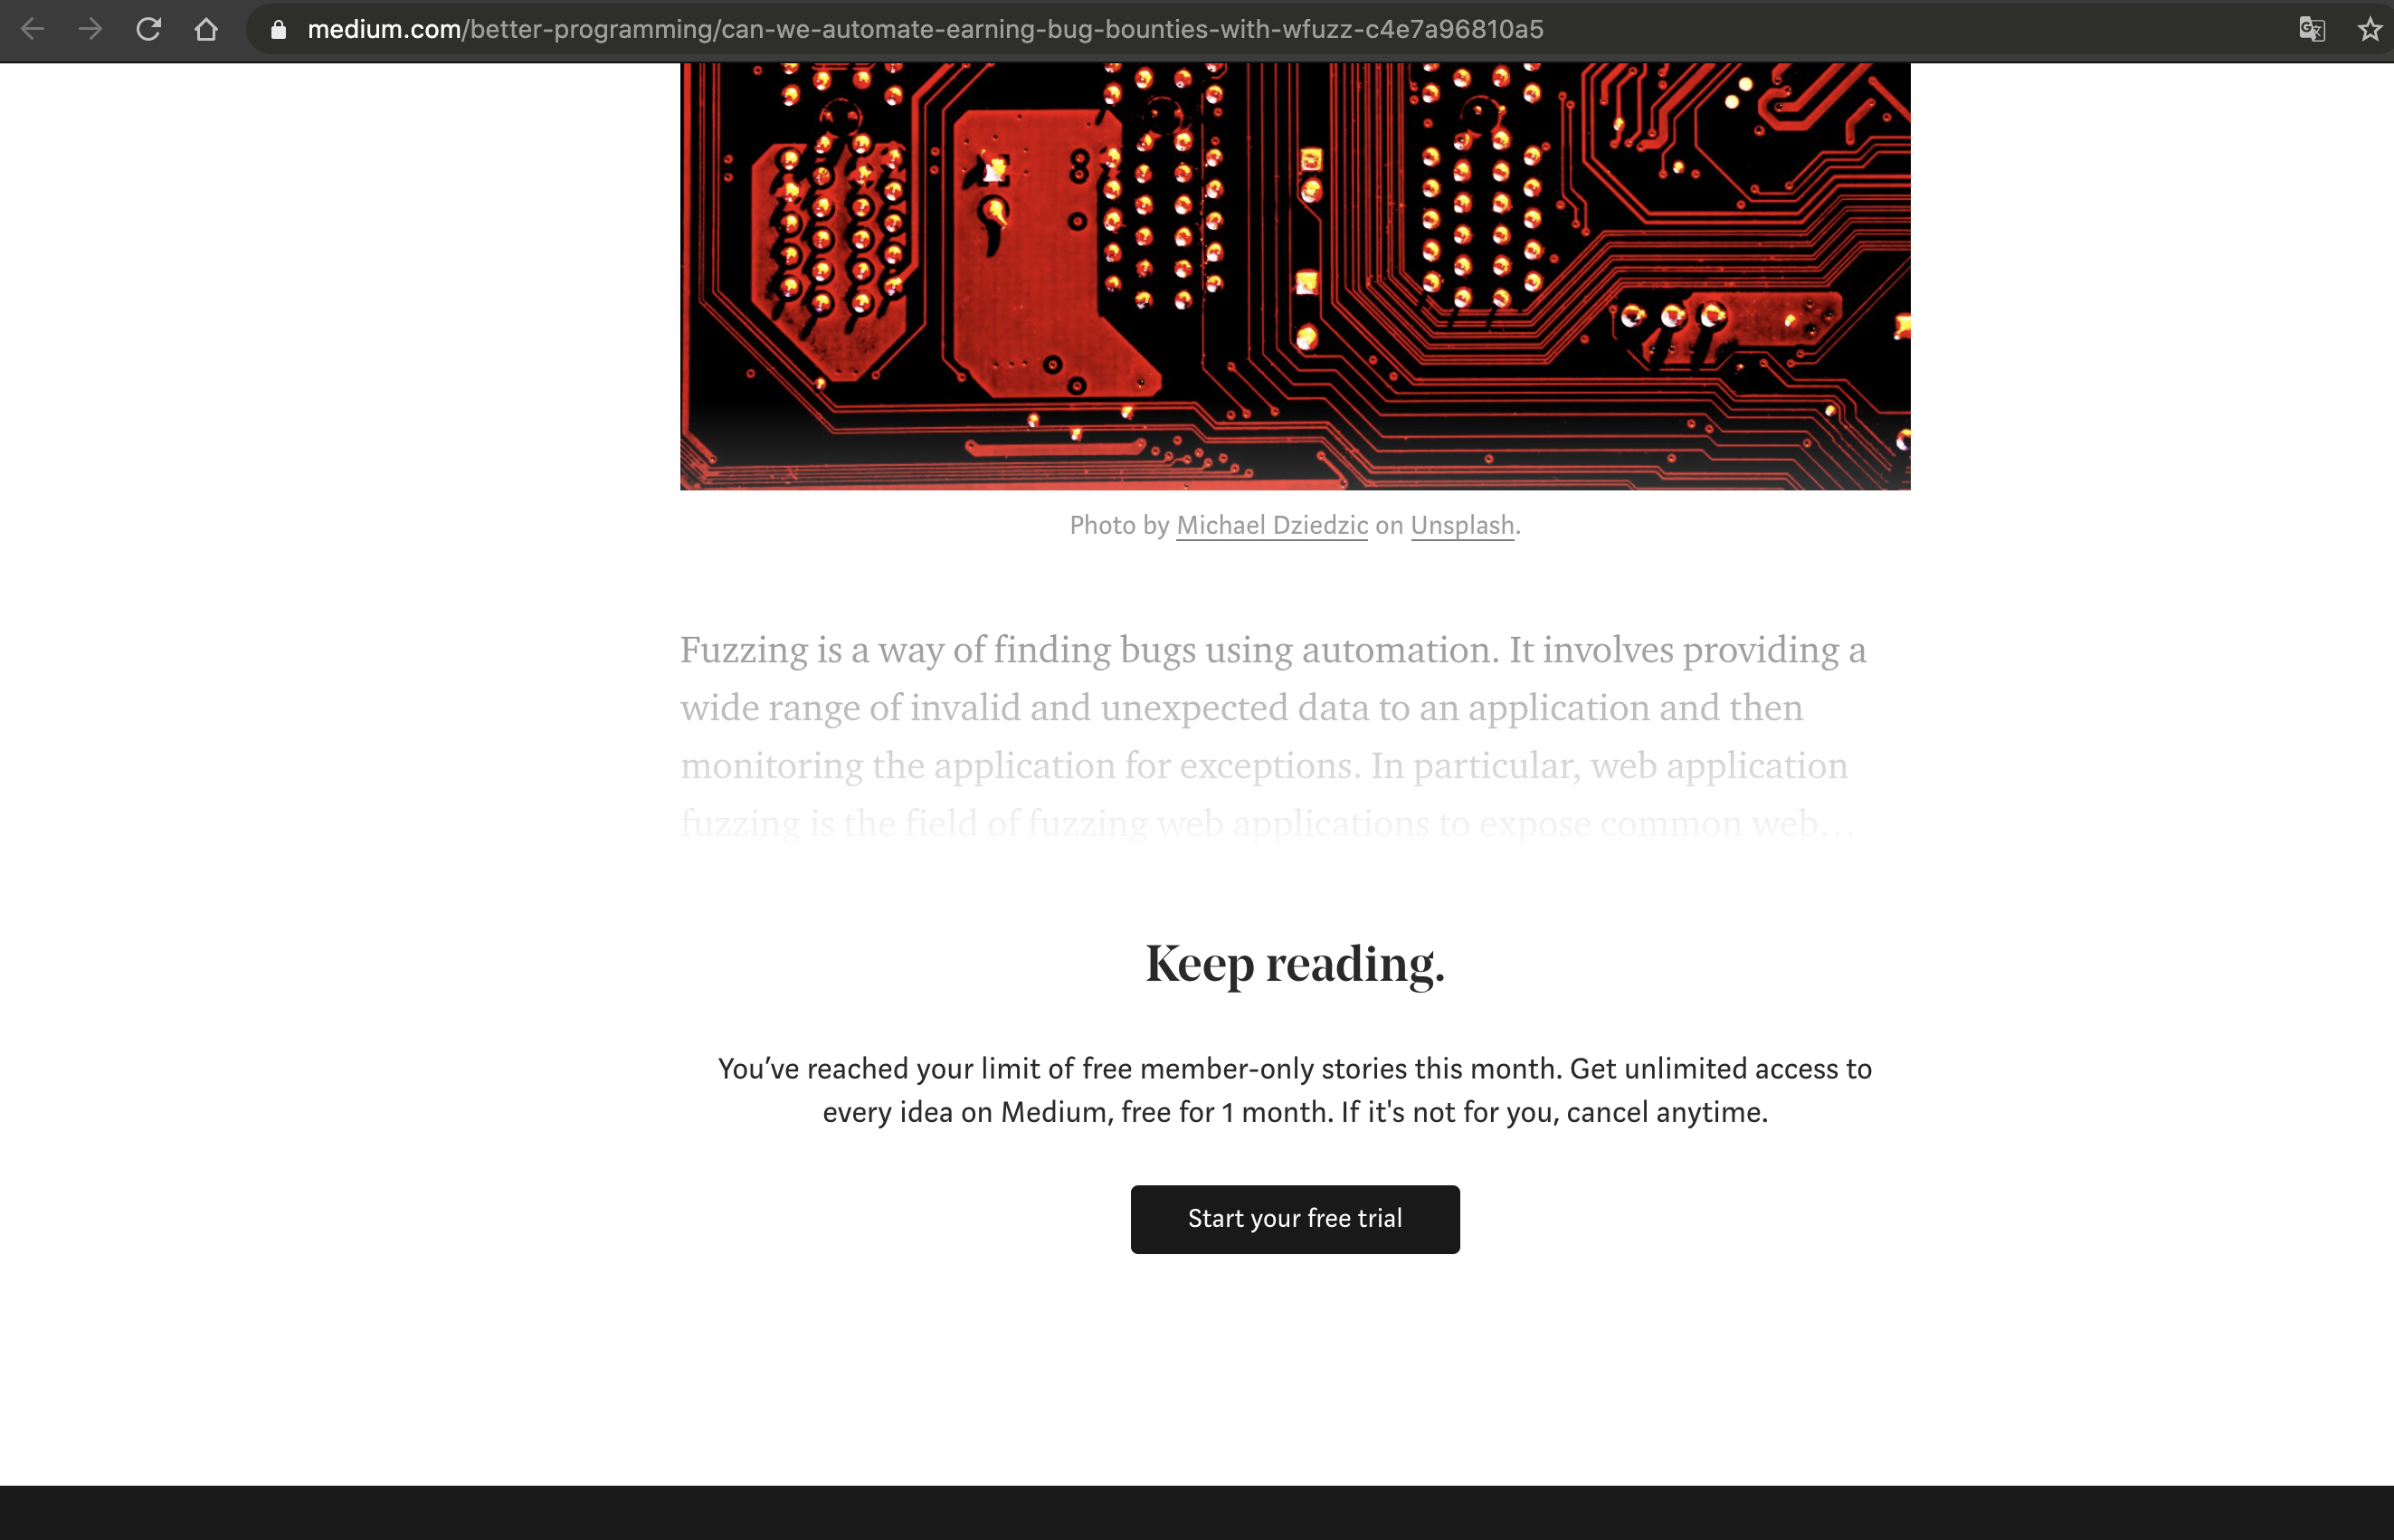 medium.com/better-programming/can-we-automate-earning-bug-bounties-with-wfuzz-c4e7a96810a5
Photo by Michael Dziedzic on Unsplash.
Fuzzing is a way of finding bugs using automation. It involves providing a
wide range of invalid and unexpected data to an application and then
monitoring the application for exceptions. In particular, web application
fuzzing is the field of fuzzing web applications to expose common web…
Keep reading.
You’ve reached your limit of free member-only stories this month. Get unlimited access to
every idea on Medium, free for 1 month. If it's not for you, cancel anytime.
Start your free trial